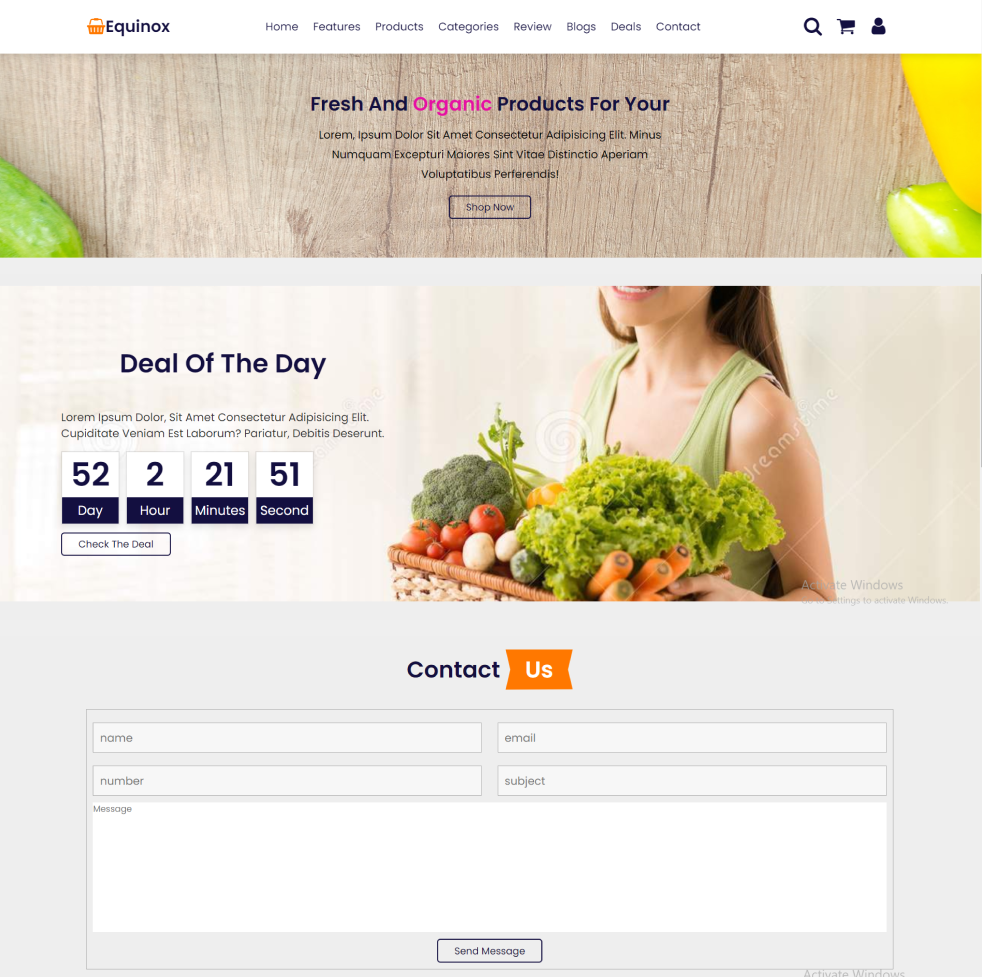 Equinox
Home Features Products Categories Review Blogs Deals Contact
Fresh And Organic Products For Your
Lorem, Ipsum Dolor Sit Amet Consectetur Adipisicing Elit. Minus
Numquam Excepturi Maiores Sint Vitae Distinctio Aperiam
Voluptatibus Perferendis!
Shop Now
Deal Of The Day
Lorem Ipsum Dolor, Sit Amet Consectetur Adipisicing Elit.
Cupiditate Veniam Est Laborum? Pariatur, Debitis Deserunt.
52 2 21 51
Day Hour Minutes Second
Check The Deal
dreamstime
Activate Windows
Go to Settings to activate Windows.
Contact Us
name email
number subject
Message
Send Message
Activate Windows